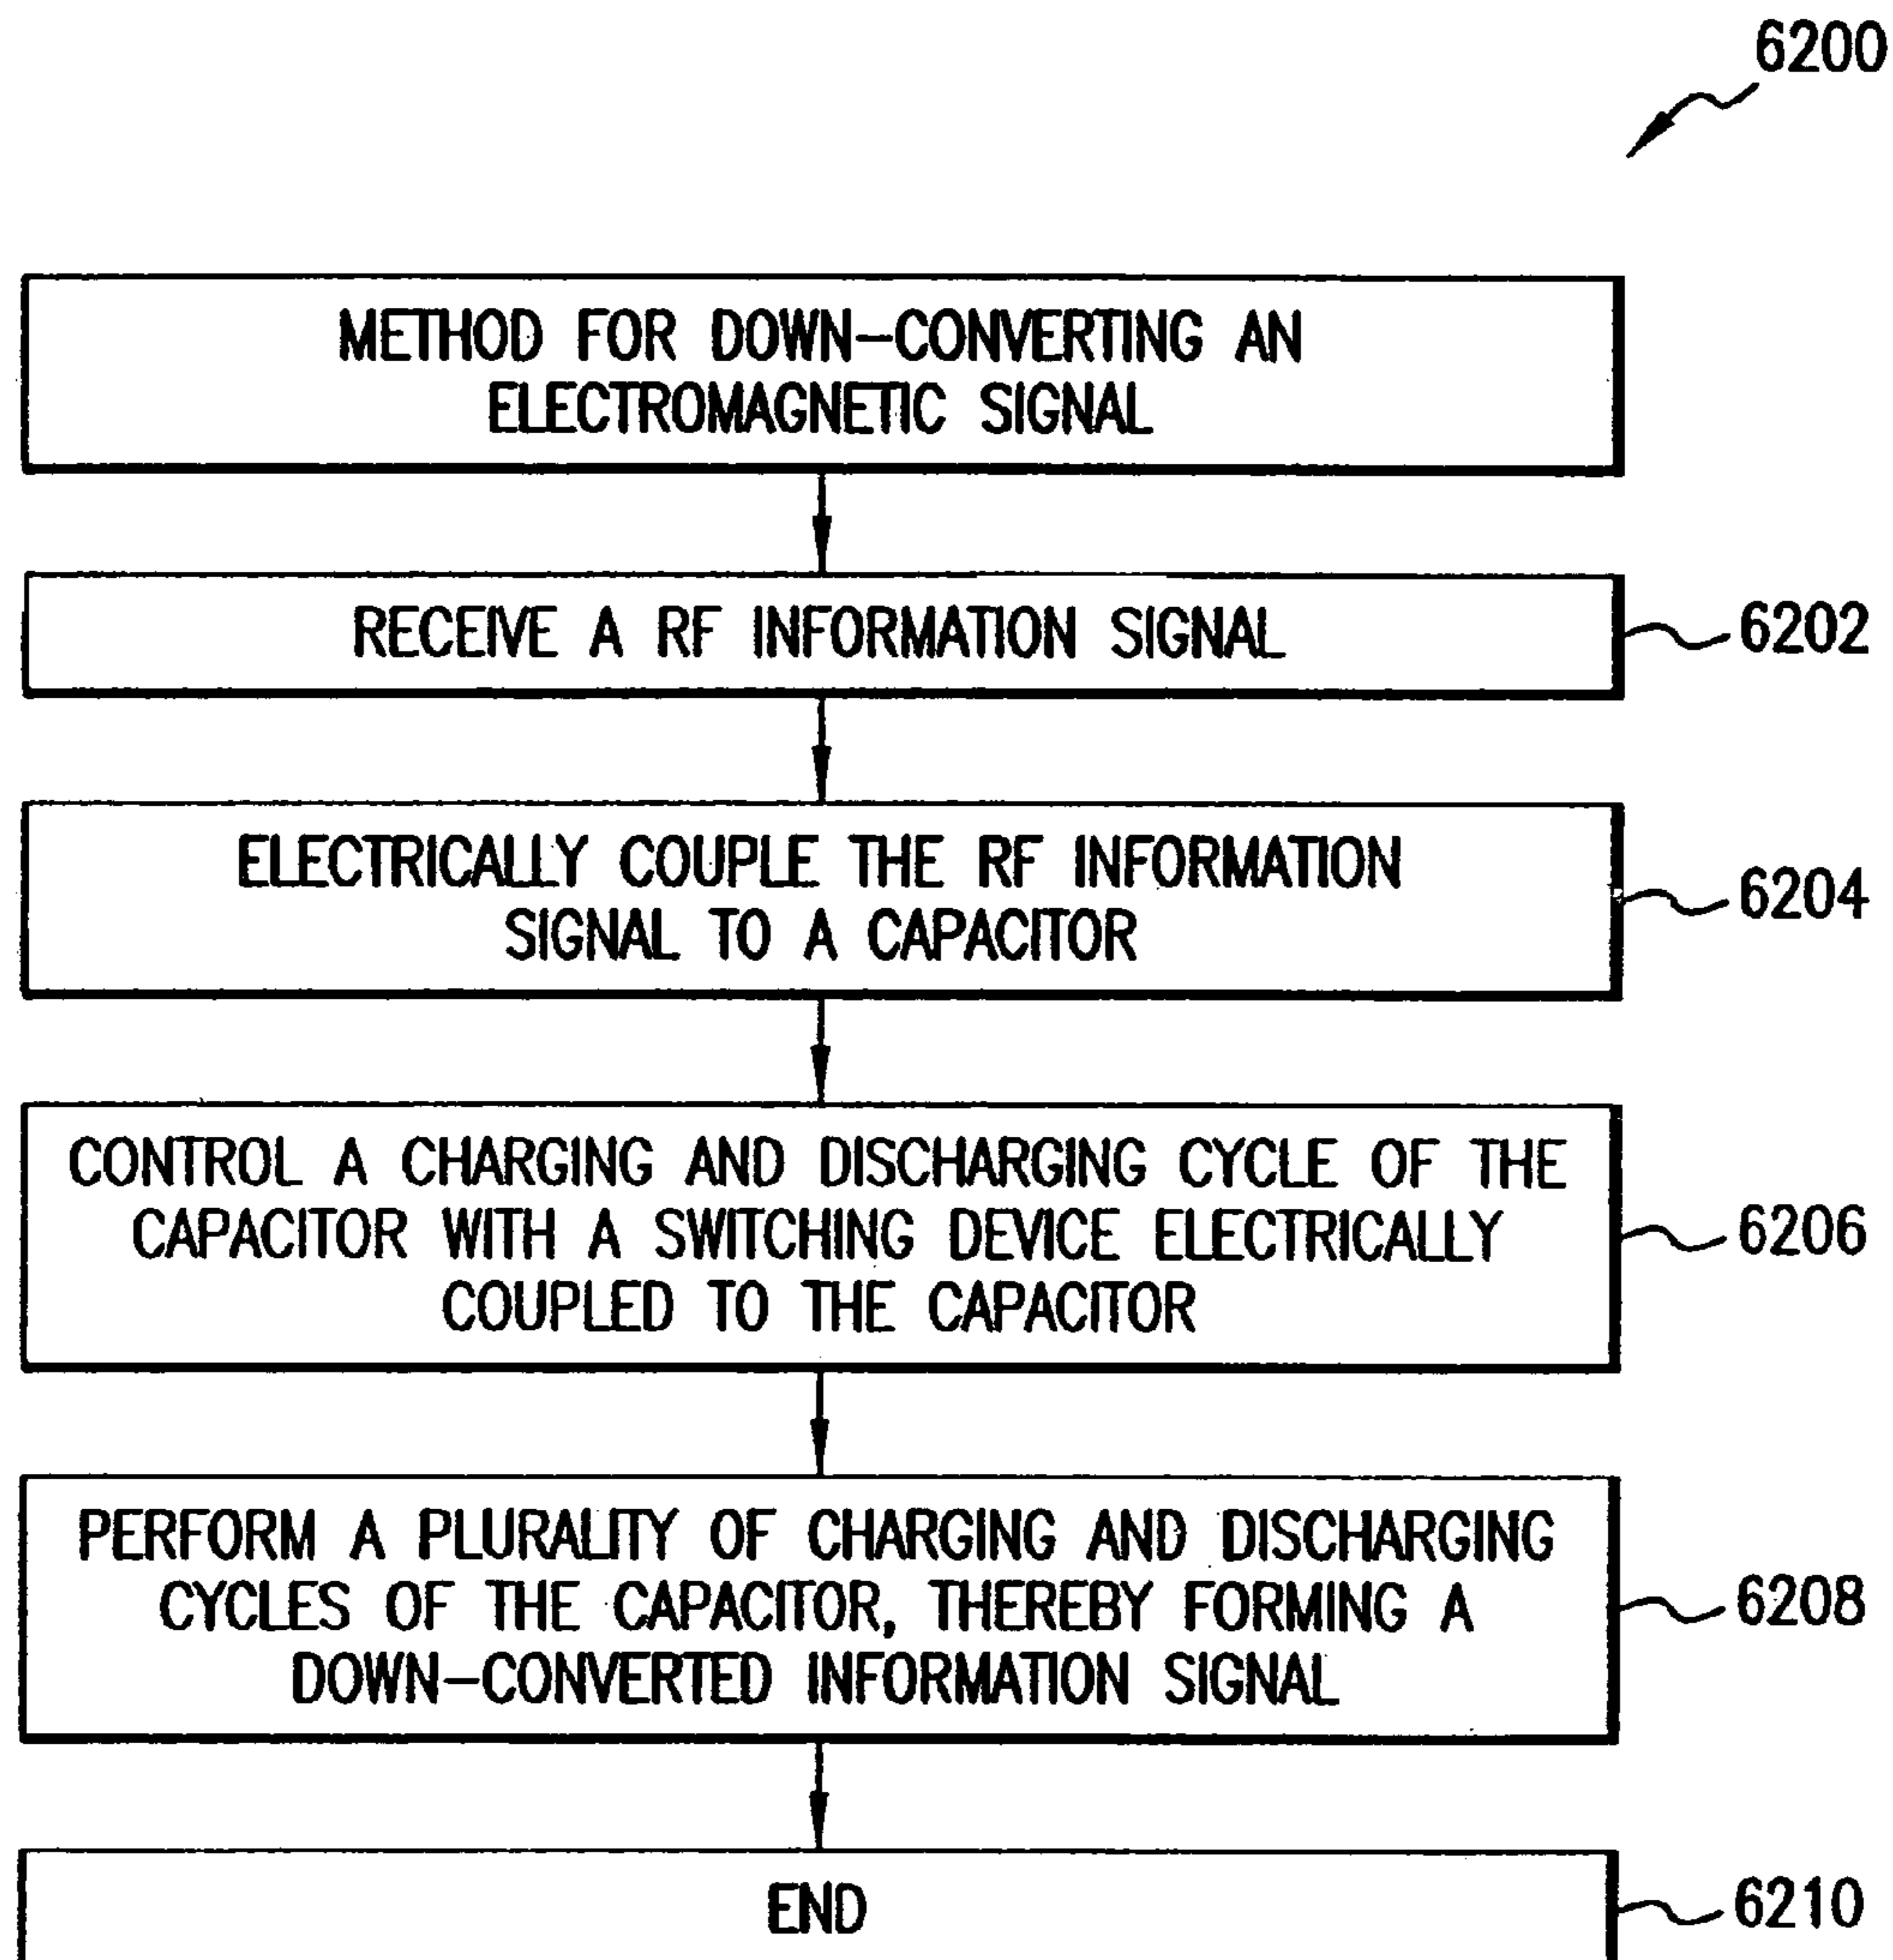 6200
METHOD FOR DOWN-CONVERTING AN
ELECTROMAGNETIC SIGNAL
RECEIVE A RF INFORMATION SIGNAL
6202
ELECTRICALLY COUPLE THE RF INFORMATION
SIGNAL TO A CAPACITOR
6204
CONTROL A CHARGING AND DISCHARGING CYCLE OF THE
CAPACITOR WITH A SWITCHING DEVICE ELECTRICALLY
COUPLED TO THE CAPACITOR
6206
PERFORM A PLURALITY OF CHARGING AND DISCHARGING
CYCLES OF THE CAPACITOR, THEREBY FORMING A
DOWN-CONVERTED INFORMATION SIGNAL
6208
END
6210